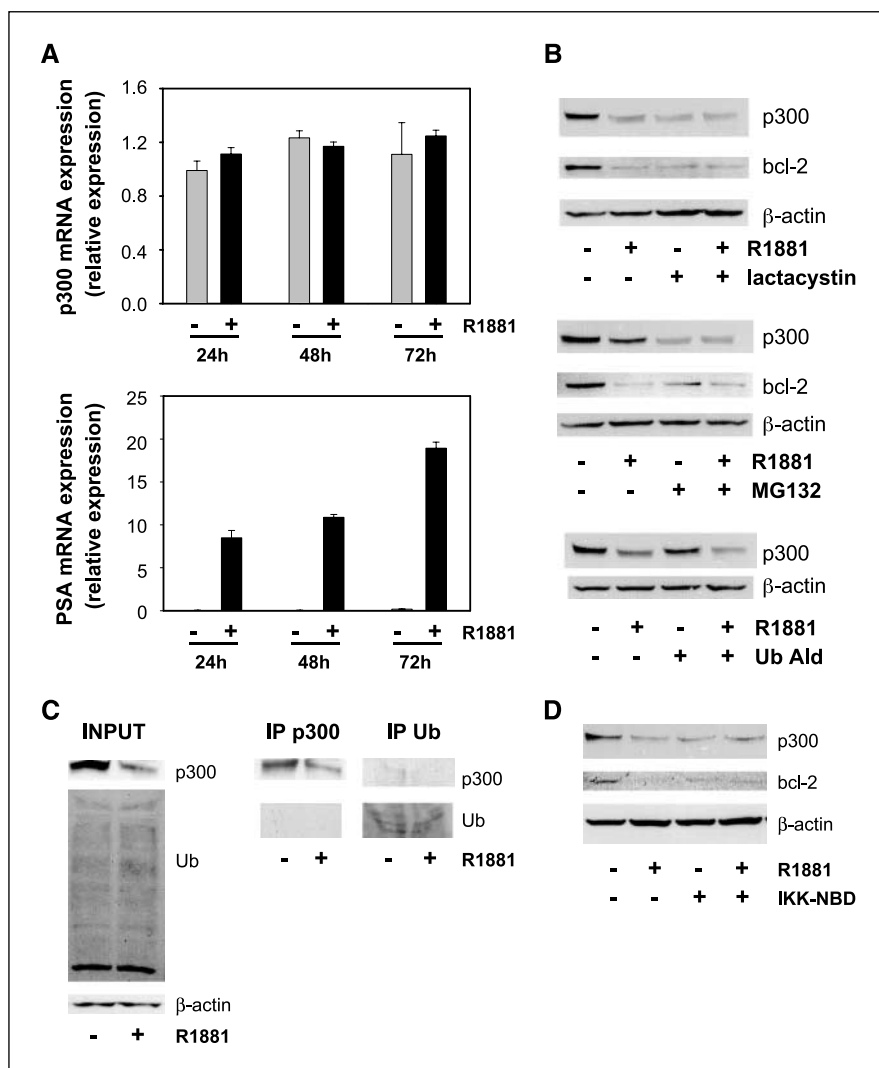 A
p300 mRNA expression
(relative expression)
1.6
1.2
0.8
0.4
0.0
- + - + - + R1881
24h 48h 72h
PSA mRNA expression
(relative expression)
25
20
15
10
5
0
- + - + - + R1881
24h 48h 72h
B
p300
bcl-2
β-actin
- + - + R1881
- - + + lactacystin
p300
bcl-2
β-actin
- + - + R1881
- - + + MG132
p300
β-actin
- + - + R1881
- - + + Ub Ald
C
INPUT
p300
Ub
β-actin
- + R1881
IP p300 IP Ub
p300
Ub
- + - + R1881
D
p300
bcl-2
β-actin
- + - + R1881
- - + + IKK-NBD